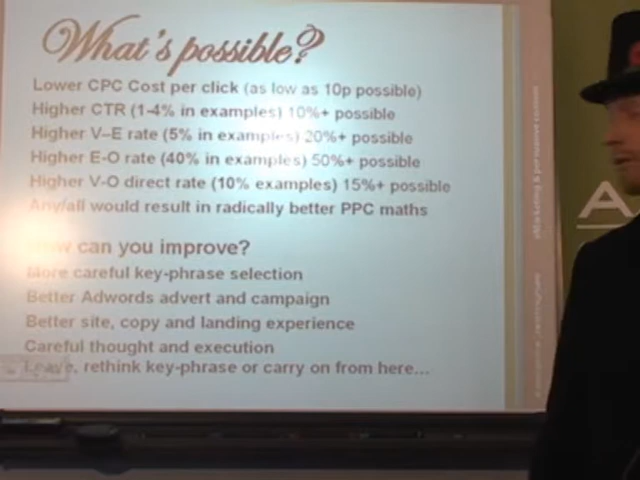 What's possible?
Lower CPC Cost per click (as low as 10p possible)
Higher CTR (1-4% in examples) 10%+ possible
Higher V–E rate (5% in examples) 20%+ possible
Higher E-O rate (40% in examples) 50%+ possible
Higher V-O direct rate (10% examples) 15%+ possible
Any/all would result in radically better PPC maths
How can you improve?
More careful key-phrase selection
Better Adwords advert and campaign
Better site, copy and landing experience
Careful thought and execution
Leave, rethink key-phrase or carry on from here...
A